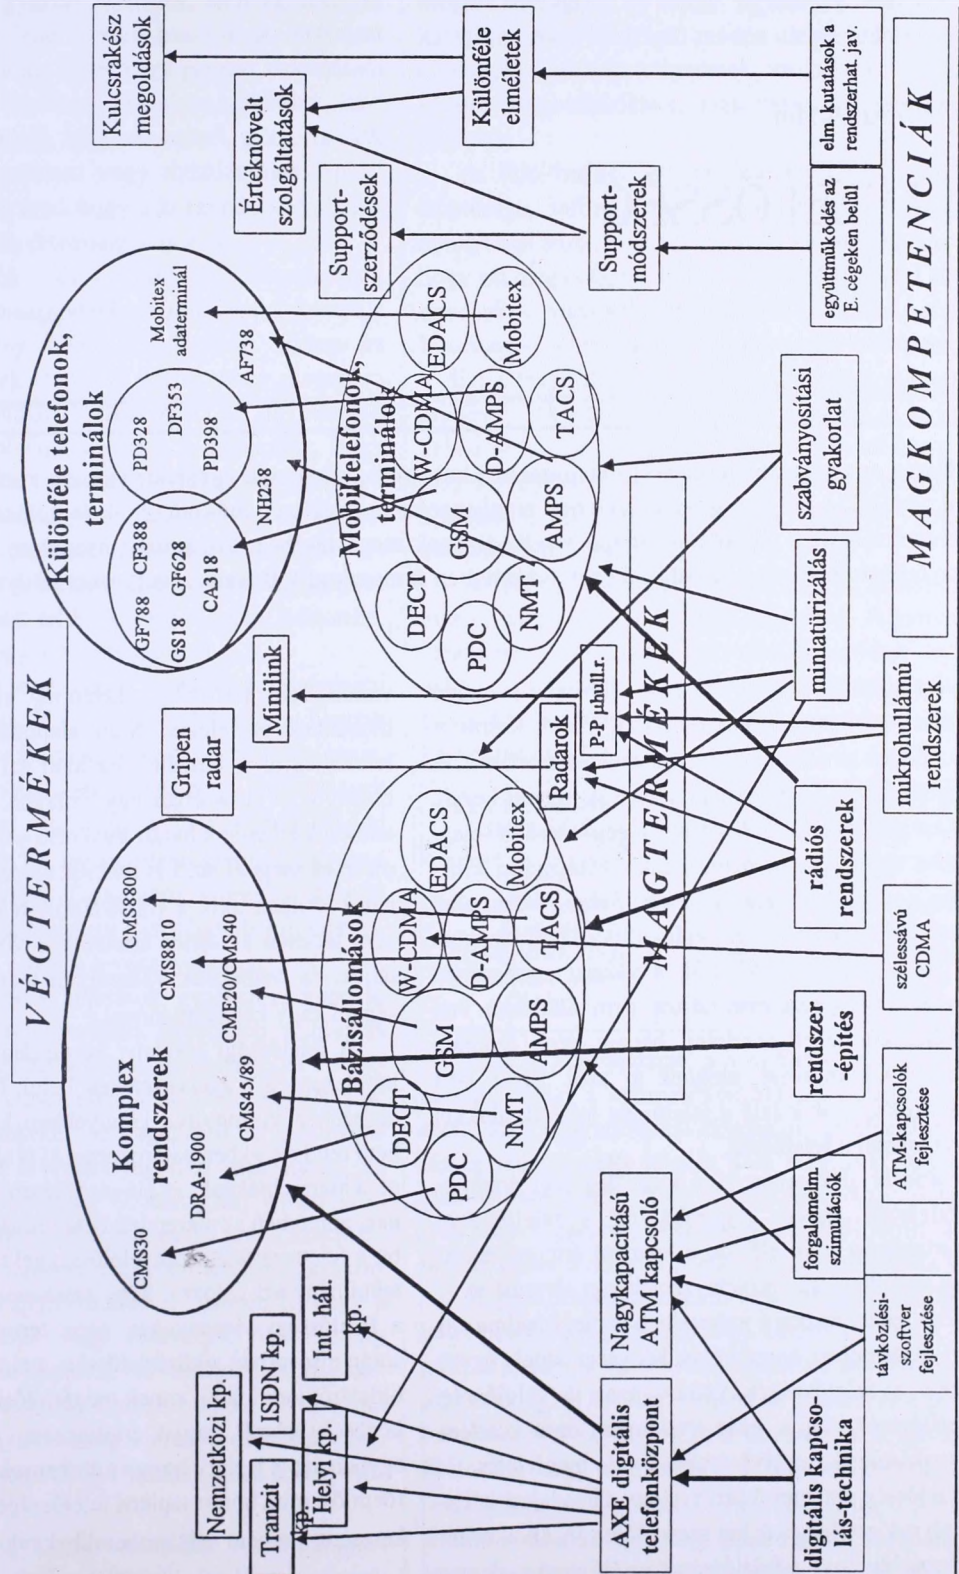 VÉGTERMÉKEK
Komplex
rendszerek
CMS30
DRA-1900
CMS45/89
CME20/CMS40
CMS8810
CMS8800
Különféle telefonok,
terminálok
GF788
CF388
GS18
GF628
CA318
NH238
PD328
DF353
PD398
AF738
Mobitex
adatterminál
Kulcsrakész
megoldások
Értéknövelt
szolgáltatások
Support-
szerződések
Gripen
radar
Minilink
Nemzetközi kp.
Tranzit
kp.
ISDN kp.
Helyi kp.
Int. hál.
kp.
Bázisállomások
PDC
DECT
NMT
GSM
AMPS
W-CDMA
D-AMPS
TACS
EDACS
Mobitex
Mobiltelefonok,
terminálok
PDC
DECT
NMT
GSM
AMPS
W-CDMA
D-AMPS
TACS
EDACS
Mobitex
Radarok
P-P μhull.r.
Support-
módszerek
Különféle
elméletek
AXE digitális
telefonközpont
Nagykapacitású
ATM kapcsoló
MAGTERMÉKEK
digitális kapcso-
lás-technika
távközlési-
szoftver
fejlesztése
forgalomelm.
szimulációk
ATM-kapcsolók
fejlesztése
rendszer
-építés
szélessávú
CDMA
rádiós
rendszerek
mikrohullámú
rendszerek
miniatürizálás
szabványosítási
gyakorlat
együttműködés az
E. cégeken belül
elm. kutatások a
rendszerhat. jav.
MAGKOMPETENCIÁK